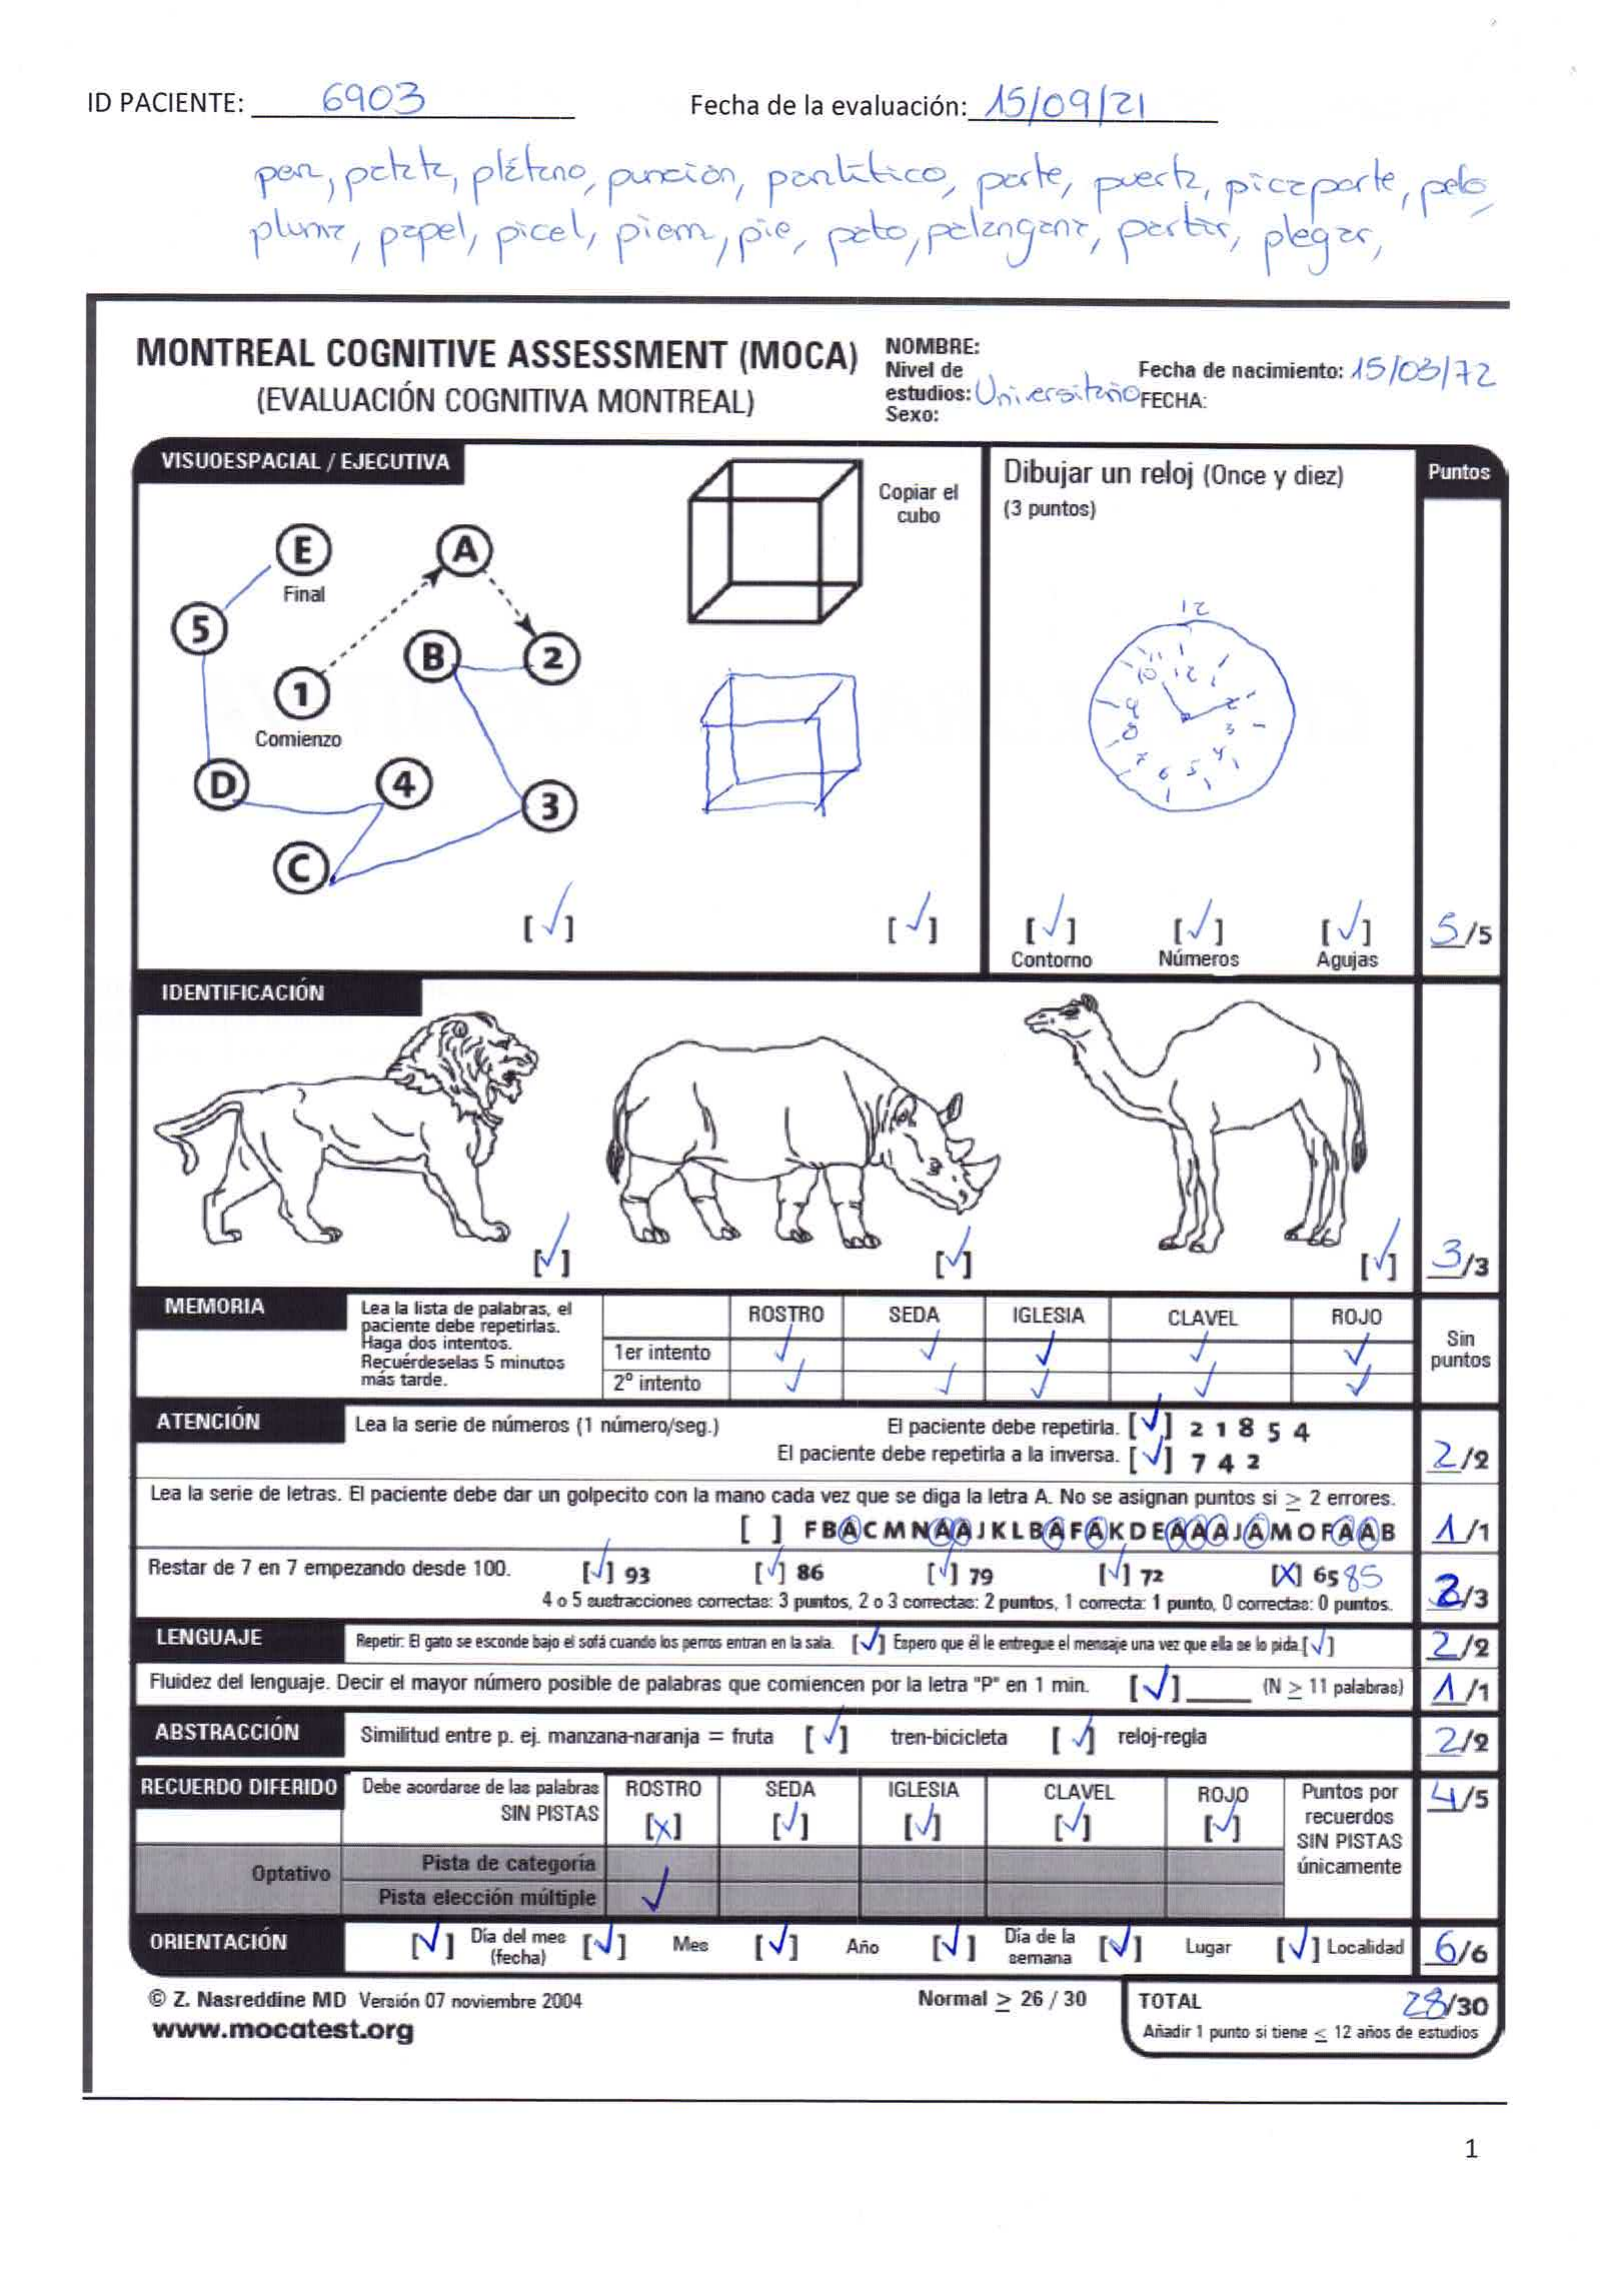 ID PACIENTE: 6903 Fecha de la evaluación: 15/09/21
pan, patata, plátano, punción, paralítico, parte, puerta, picaporte, pelo,
pluma, papel, picel, pierna, pie, pato, palangana, partir, plegar,
MONTREAL COGNITIVE ASSESSMENT (MOCA)
(EVALUACIÓN COGNITIVA MONTREAL)
NOMBRE:
Nivel de estudios: Universitario
Sexo:
Fecha de nacimiento: 15/03/72
FECHA:
VISUOESPACIAL / EJECUTIVA
E
Final
A
5
B
2
1
Comienzo
D
4
3
C
[✓]
Copiar el
cubo
[✓]
Dibujar un reloj (Once y diez)
(3 puntos)
12
11
10 12 1
9 2
8 3
7 6 5 4
[✓] [✓] [✓]
Contorno Números Agujas
Puntos
5/5
IDENTIFICACIÓN
[✓] [✓] [✓] 3/3
MEMORIA
Lea la lista de palabras, el
paciente debe repetirlas.
Haga dos intentos.
Recuérdeselas 5 minutos
más tarde.
ROSTRO SEDA IGLESIA CLAVEL ROJO
1er intento ✓ ✓ ✓ ✓ ✓
2º intento ✓ ✓ ✓ ✓ ✓
Sin
puntos
ATENCIÓN Lea la serie de números (1 número/seg.) El paciente debe repetirla. [✓] 2 1 8 5 4
El paciente debe repetirla a la inversa. [✓] 7 4 2 2/2
Lea la serie de letras. El paciente debe dar un golpecito con la mano cada vez que se diga la letra A. No se asignan puntos si ≥ 2 errores.
[ ] F B A C M N A A J K L B A F A K D E A A A J A M O F A A B 1/1
Restar de 7 en 7 empezando desde 100. [✓] 93 [✓] 86 [✓] 79 [✓] 72 [X] 65 85
4 o 5 sustracciones correctas: 3 puntos, 2 o 3 correctas: 2 puntos, 1 correcta: 1 punto, 0 correctas: 0 puntos. /3
LENGUAJE Repetir: El gato se esconde bajo el sofá cuando los perros entran en la sala. [✓] Espero que él le entregue el mensaje una vez que ella se lo pida. [✓] 2/2
Fluidez del lenguaje. Decir el mayor número posible de palabras que comiencen por la letra "P" en 1 min. [✓]____ (N ≥ 11 palabras) 1/1
ABSTRACCIÓN Similitud entre p. ej. manzana-naranja = fruta [✓] tren-bicicleta [✓] reloj-regla 2/2
RECUERDO DIFERIDO
Debe acordarse de las palabras
SIN PISTAS
ROSTRO SEDA IGLESIA CLAVEL ROJO
[X] [✓] [✓] [✓] [✓]
Puntos por
recuerdos
SIN PISTAS
únicamente
4/5
Optativo
Pista de categoría
Pista elección múltiple ✓
ORIENTACIÓN [✓] Día del mes (fecha) [✓] Mes [✓] Año [✓] Día de la semana [✓] Lugar [✓] Localidad 6/6
© Z. Nasreddine MD Versión 07 noviembre 2004 Normal ≥ 26 / 30 TOTAL 28/30
www.mocatest.org Añadir 1 punto si tiene ≤ 12 años de estudios
1